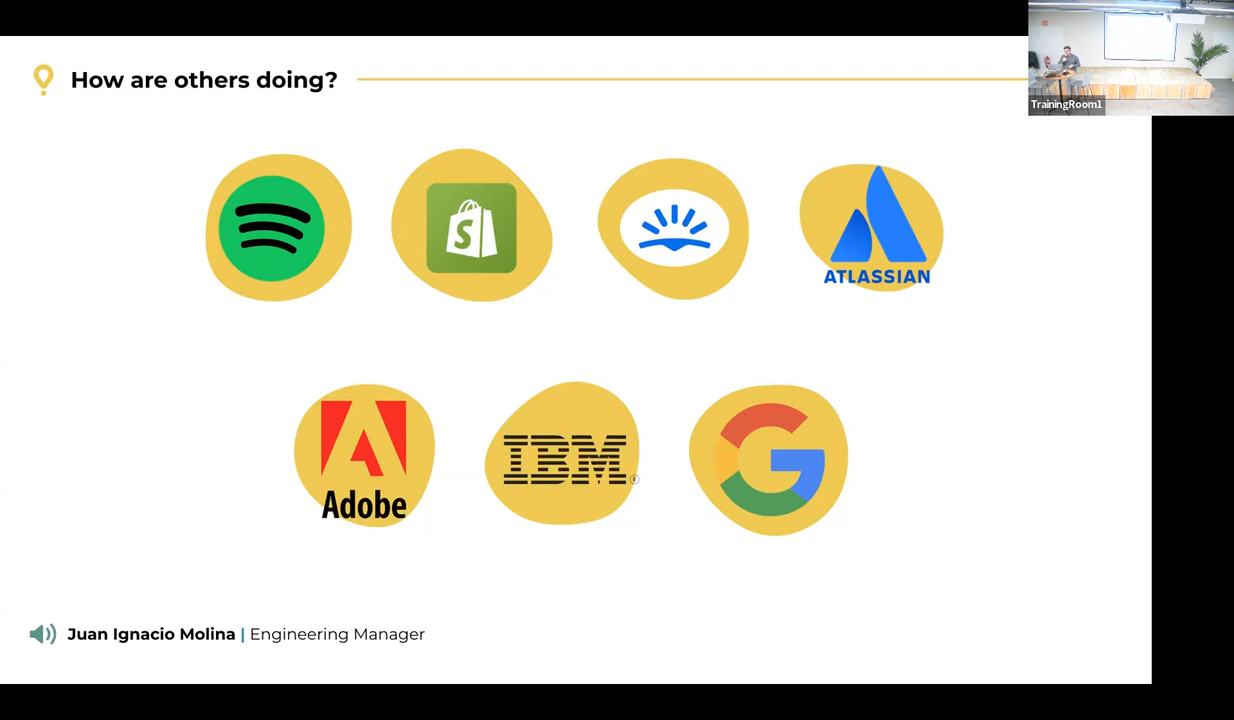 How are others doing?
TrainingRoom1
S
ATLASSIAN
Adobe
IBM
®
G
Juan Ignacio Molina | Engineering Manager